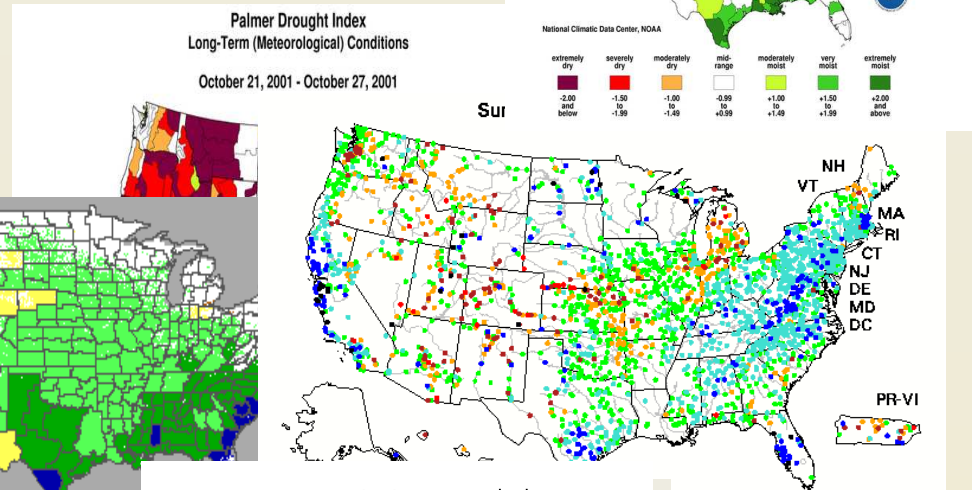 Palmer Drought Index
Long-Term (Meteorological) Conditions
October 21, 2001 - October 27, 2001
National Climatic Data Center, NOAA
extremely dry
severely dry
moderately dry
mid-range
moderately moist
very moist
extremely moist
-2.00 and below
-1.50 to -1.99
-1.00 to -1.49
-0.99 to +0.99
+1.00 to +1.49
+1.50 to +1.99
+2.00 and above
NH
VT
MA
RI
CT
NJ
DE
MD
DC
PR-VI